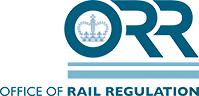 ORR
OFFICE OF RAIL REGULATION